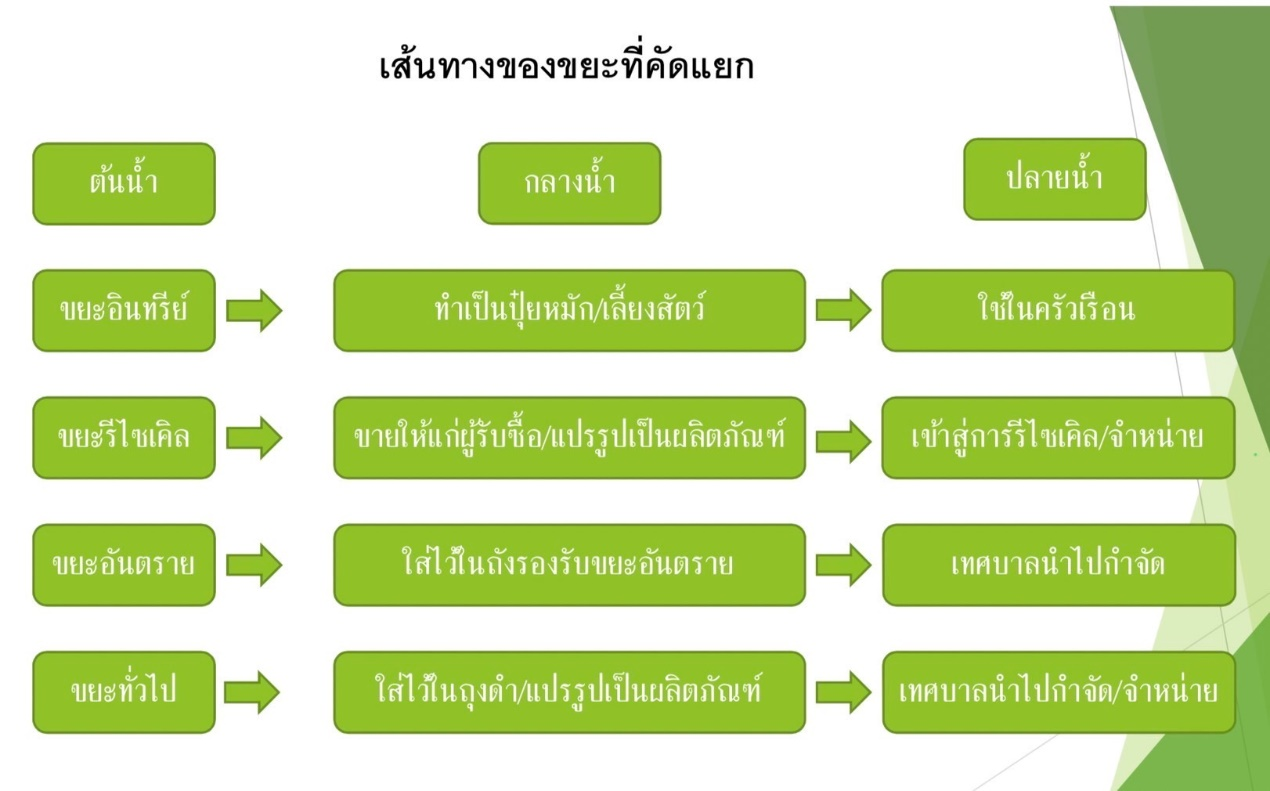 เส้นทางของขยะที่คัดแยก
ต้นน้ำ
กลางน้ำ
ปลายน้ำ
ขยะอินทรีย์
ทำเป็นปุ๋ยหมัก/เลี้ยงสัตว์
ใช้ในครัวเรือน
ขยะรีไซเคิล
ขายให้แก่ผู้รับซื้อ/แปรรูปเป็นผลิตภัณฑ์
เข้าสู่การรีไซเคิล/จำหน่าย
ขยะอันตราย
ใส่ไว้ในถังรองรับขยะอันตราย
เทศบาลนำไปกำจัด
ขยะทั่วไป
ใส่ไว้ในถุงดำ/แปรรูปเป็นผลิตภัณฑ์
เทศบาลนำไปกำจัด/จำหน่าย